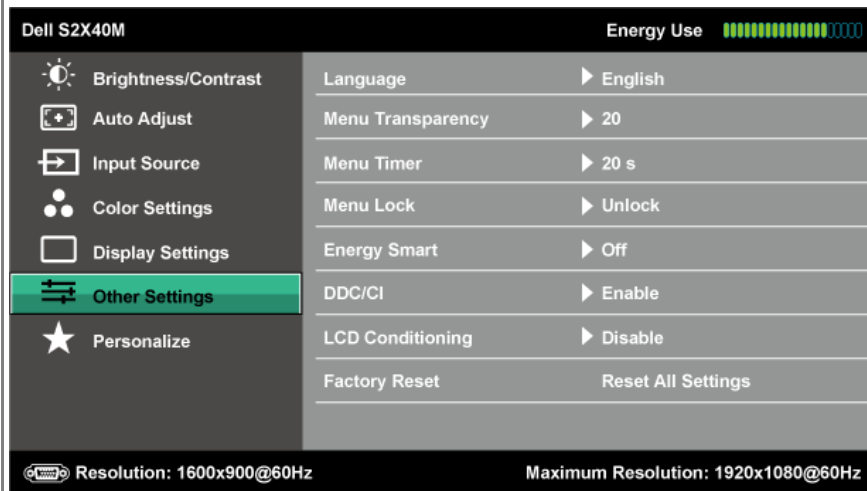 Dell S2X40M Energy Use
Brightness/Contrast
Auto Adjust
Input Source
Color Settings
Display Settings
Other Settings
Personalize
Language English
Menu Transparency 20
Menu Timer 20 s
Menu Lock Unlock
Energy Smart Off
DDC/CI Enable
LCD Conditioning Disable
Factory Reset Reset All Settings
Resolution: 1600x900@60Hz Maximum Resolution: 1920x1080@60Hz